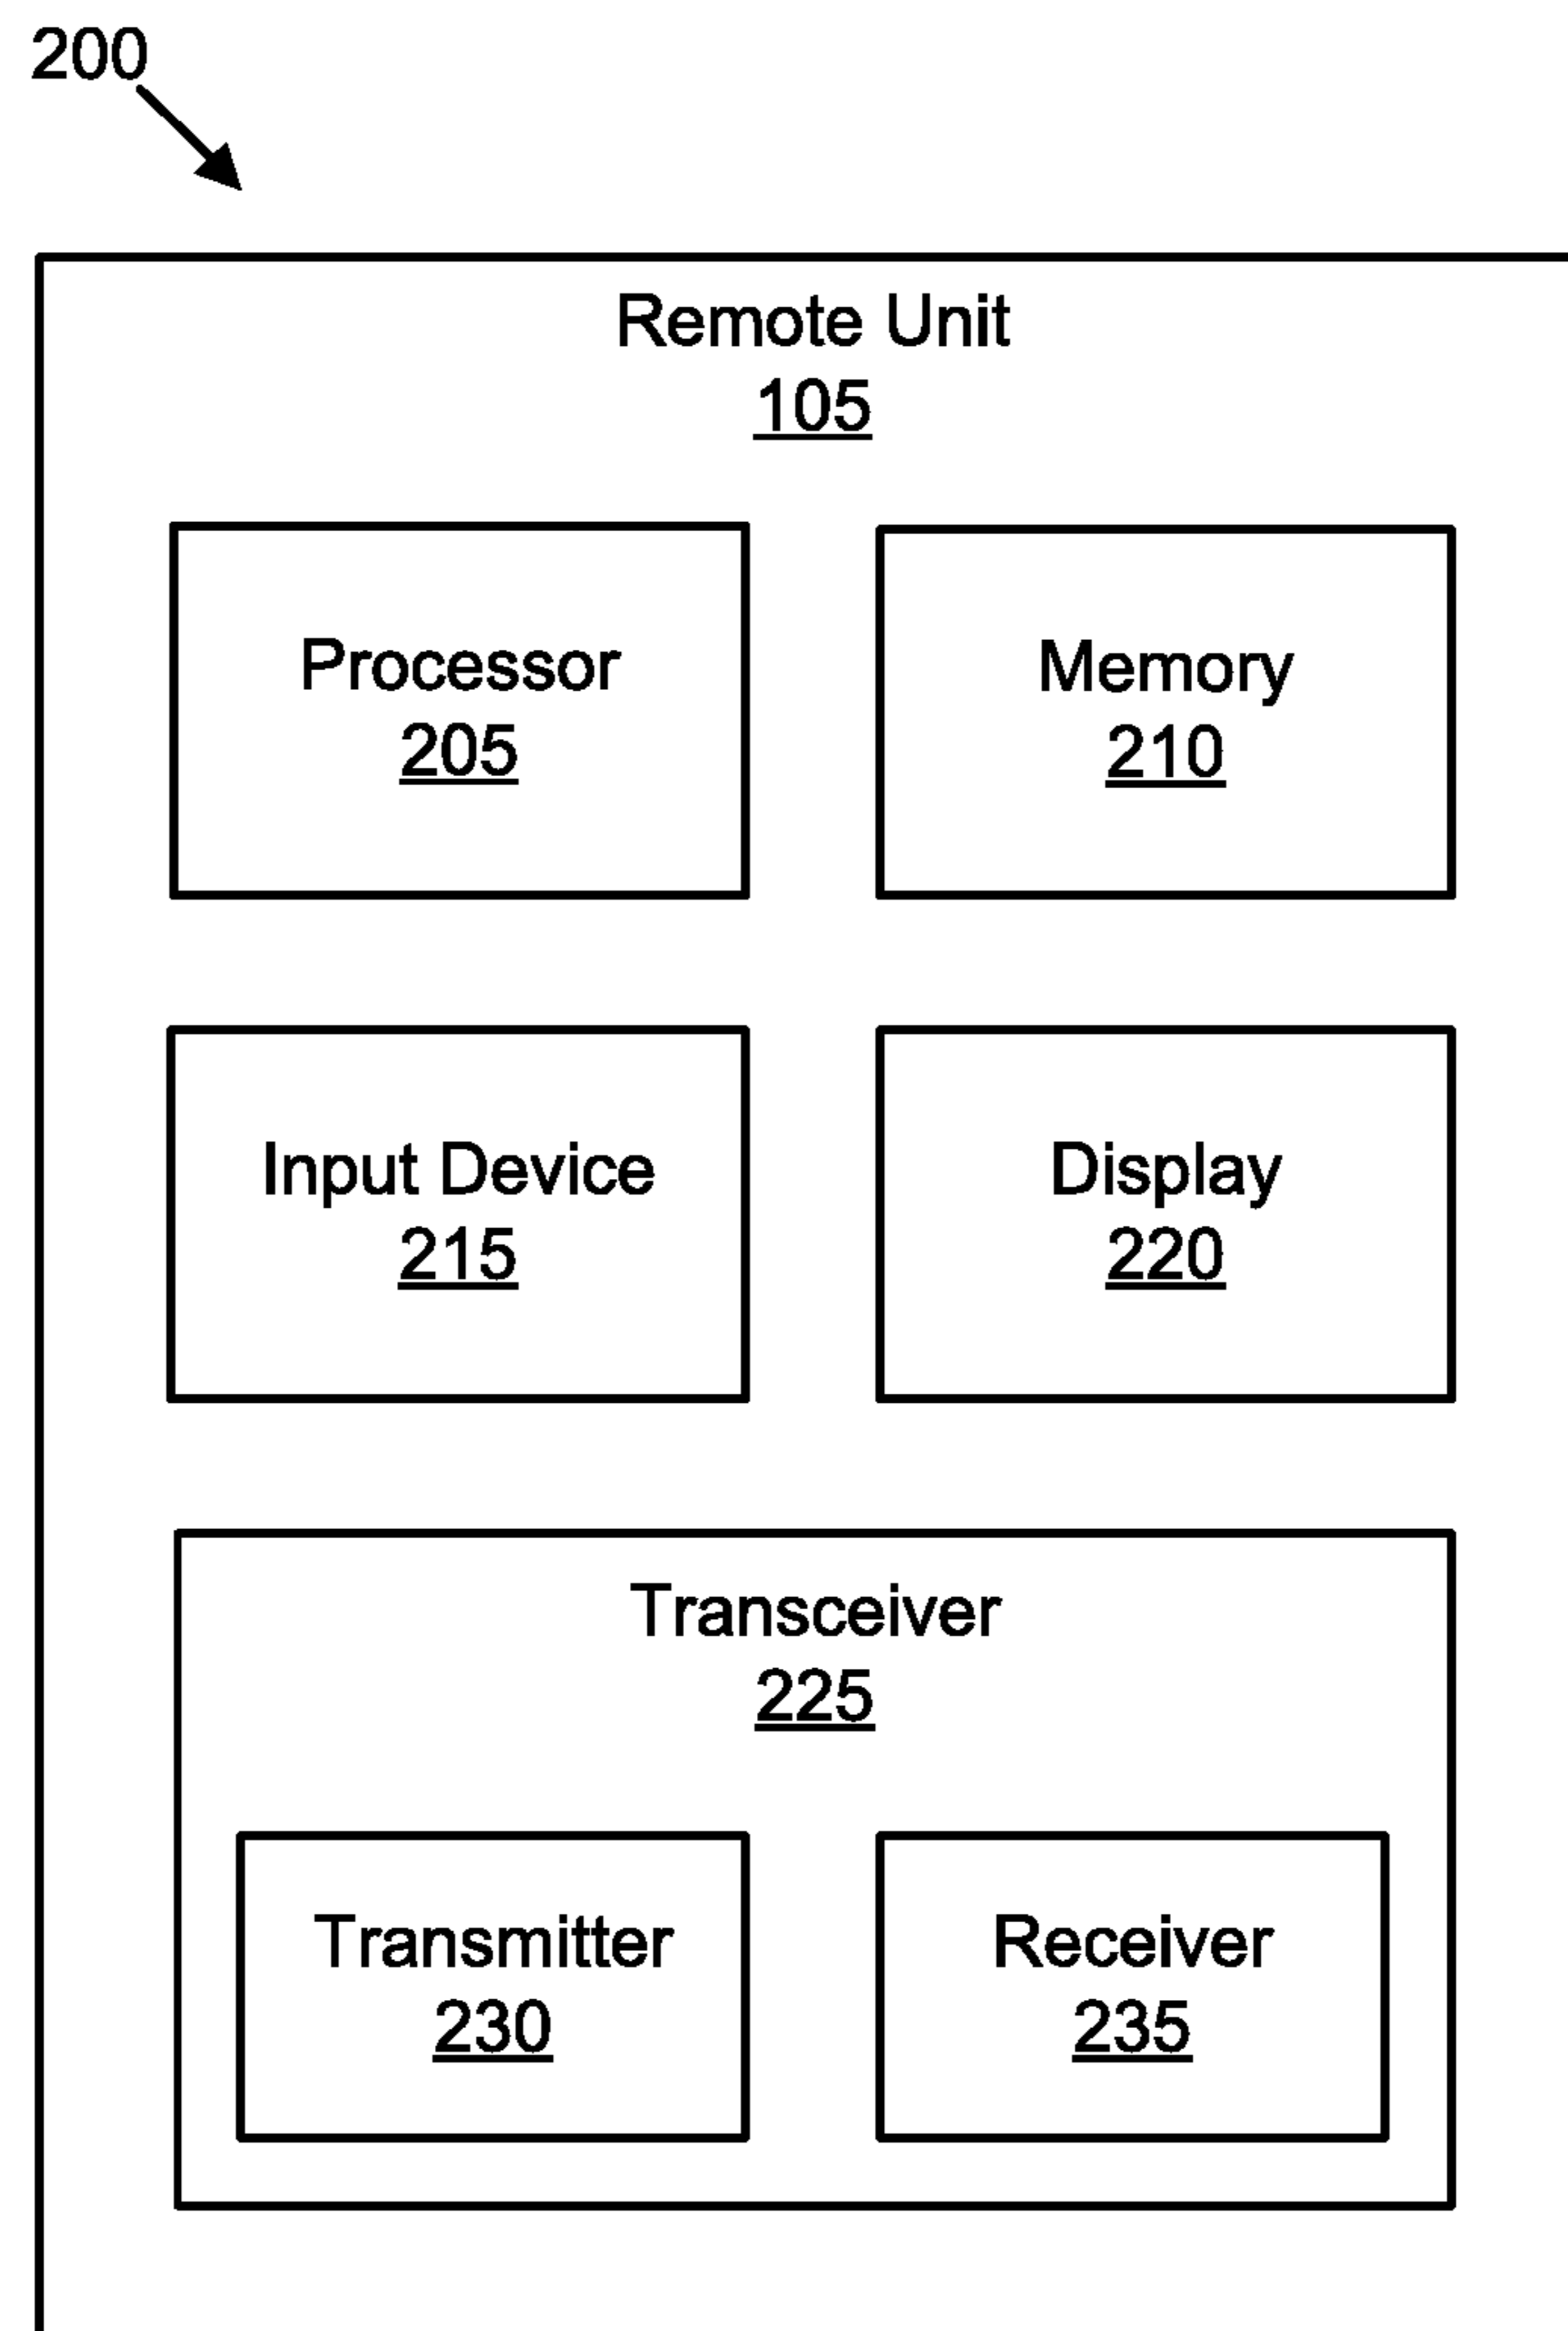 200
Remote Unit
105
Processor
205
Memory
210
Input Device
215
Display
220
Transceiver
225
Transmitter
230
Receiver
235